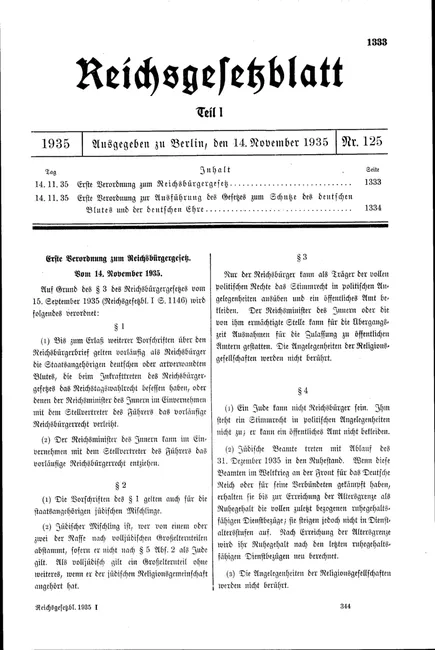 1333
Reichsgesetzblatt
Teil I
1935 Ausgegeben zu Berlin, den 14. November 1935 Nr. 125
Tag Inhalt Seite
14. 11. 35 Erste Verordnung zum Reichsbürgergesetz 1333
14. 11. 35 Erste Verordnung zur Ausführung des Gesetzes zum Schutze des deutschen
Blutes und der deutschen Ehre 1334
Erste Verordnung zum Reichsbürgergesetz.
Vom 14. November 1935.
Auf Grund des § 3 des Reichsbürgergesetzes vom
15. September 1935 (Reichsgesetzbl. I S. 1146) wird
folgendes verordnet:
§ 1
(1) Bis zum Erlaß weiterer Vorschriften über den
Reichsbürgerbrief gelten vorläufig als Reichsbürger
die Staatsangehörigen deutschen oder artverwandten
Blutes, die beim Inkrafttreten des Reichsbürger-
gesetzes das Reichstagswahlrecht besessen haben, oder
denen der Reichsminister des Innern im Einvernehmen
mit dem Stellvertreter des Führers das vorläufige
Reichsbürgerrecht verleiht.
(2) Der Reichsminister des Innern kann im Ein-
vernehmen mit dem Stellvertreter des Führers das
vorläufige Reichsbürgerrecht entziehen.
§ 2
(1) Die Vorschriften des § 1 gelten auch für die
staatsangehörigen jüdischen Mischlinge.
(2) Jüdischer Mischling ist, wer von einem oder
zwei der Rasse nach volljüdischen Großelternteilen
abstammt, sofern er nicht nach § 5 Abs. 2 als Jude
gilt. Als volljüdisch gilt ein Großelternteil ohne
weiteres, wenn er der jüdischen Religionsgemeinschaft
angehört hat.
§ 3
Nur der Reichsbürger kann als Träger der vollen
politischen Rechte das Stimmrecht in politischen An-
gelegenheiten ausüben und ein öffentliches Amt be-
kleiden. Der Reichsminister des Innern oder die
von ihm ermächtigte Stelle kann für die Übergangs-
zeit Ausnahmen für die Zulassung zu öffentlichen
Ämtern gestatten. Die Angelegenheiten der Religions-
gesellschaften werden nicht berührt.
§ 4
(1) Ein Jude kann nicht Reichsbürger sein. Ihm
steht ein Stimmrecht in politischen Angelegenheiten
nicht zu; er kann ein öffentliches Amt nicht bekleiden.
(2) Jüdische Beamte treten mit Ablauf des
31. Dezember 1935 in den Ruhestand. Wenn diese
Beamten im Weltkrieg an der Front für das Deutsche
Reich oder für seine Verbündeten gekämpft haben,
erhalten sie bis zur Erreichung der Altersgrenze als
Ruhegehalt die vollen zuletzt bezogenen ruhegehalts-
fähigen Dienstbezüge; sie steigen jedoch nicht in Dienst-
altersstufen auf. Nach Erreichung der Altersgrenze
wird ihr Ruhegehalt nach den letzten ruhegehalts-
fähigen Dienstbezügen neu berechnet.
(3) Die Angelegenheiten der Religionsgesellschaften
werden nicht berührt.
Reichsgesetzbl. 1935 I 344